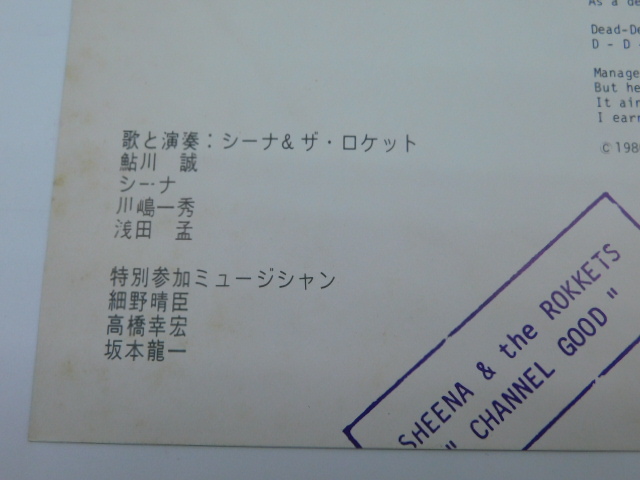 歌と演奏：シーナ＆ザ・ロケット
鮎川　誠
シーナ
川嶋一秀
浅田　孟
特別参加ミュージシャン
細野晴臣
高橋幸宏
坂本龍一
As a
Dead-De
D - D
Manage
But he
It ain
I earn
©198
SHEENA & the ROKKETS
" CHANNEL GOOD "